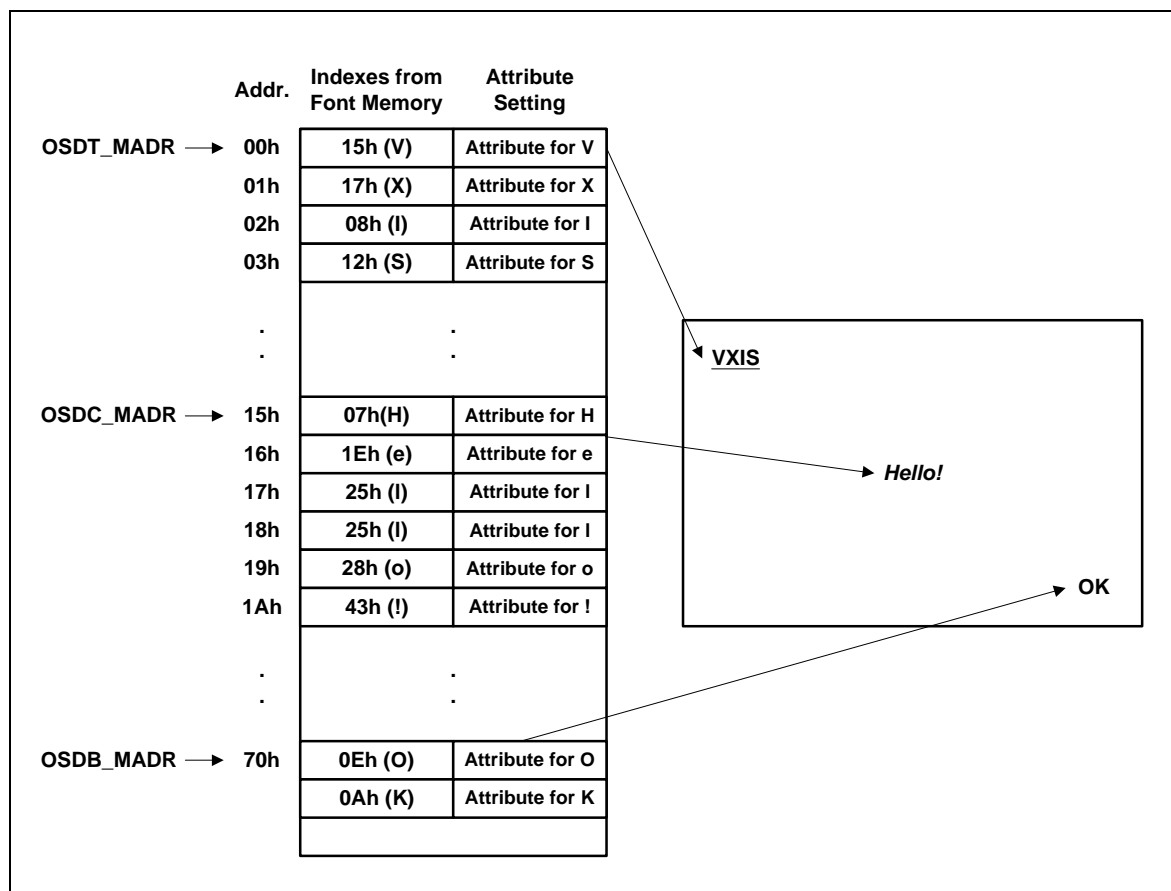 Addr. Indexes from Font Memory Attribute Setting
OSDT_MADR 00h 15h (V) Attribute for V
01h 17h (X) Attribute for X
02h 08h (I) Attribute for I
03h 12h (S) Attribute for S
. .
. .
VXIS
OSDC_MADR 15h 07h(H) Attribute for H
16h 1Eh (e) Attribute for e
Hello!
17h 25h (l) Attribute for l
18h 25h (l) Attribute for l
19h 28h (o) Attribute for o
1Ah 43h (!) Attribute for !
OK
. .
. .
OSDB_MADR 70h 0Eh (O) Attribute for O
0Ah (K) Attribute for K